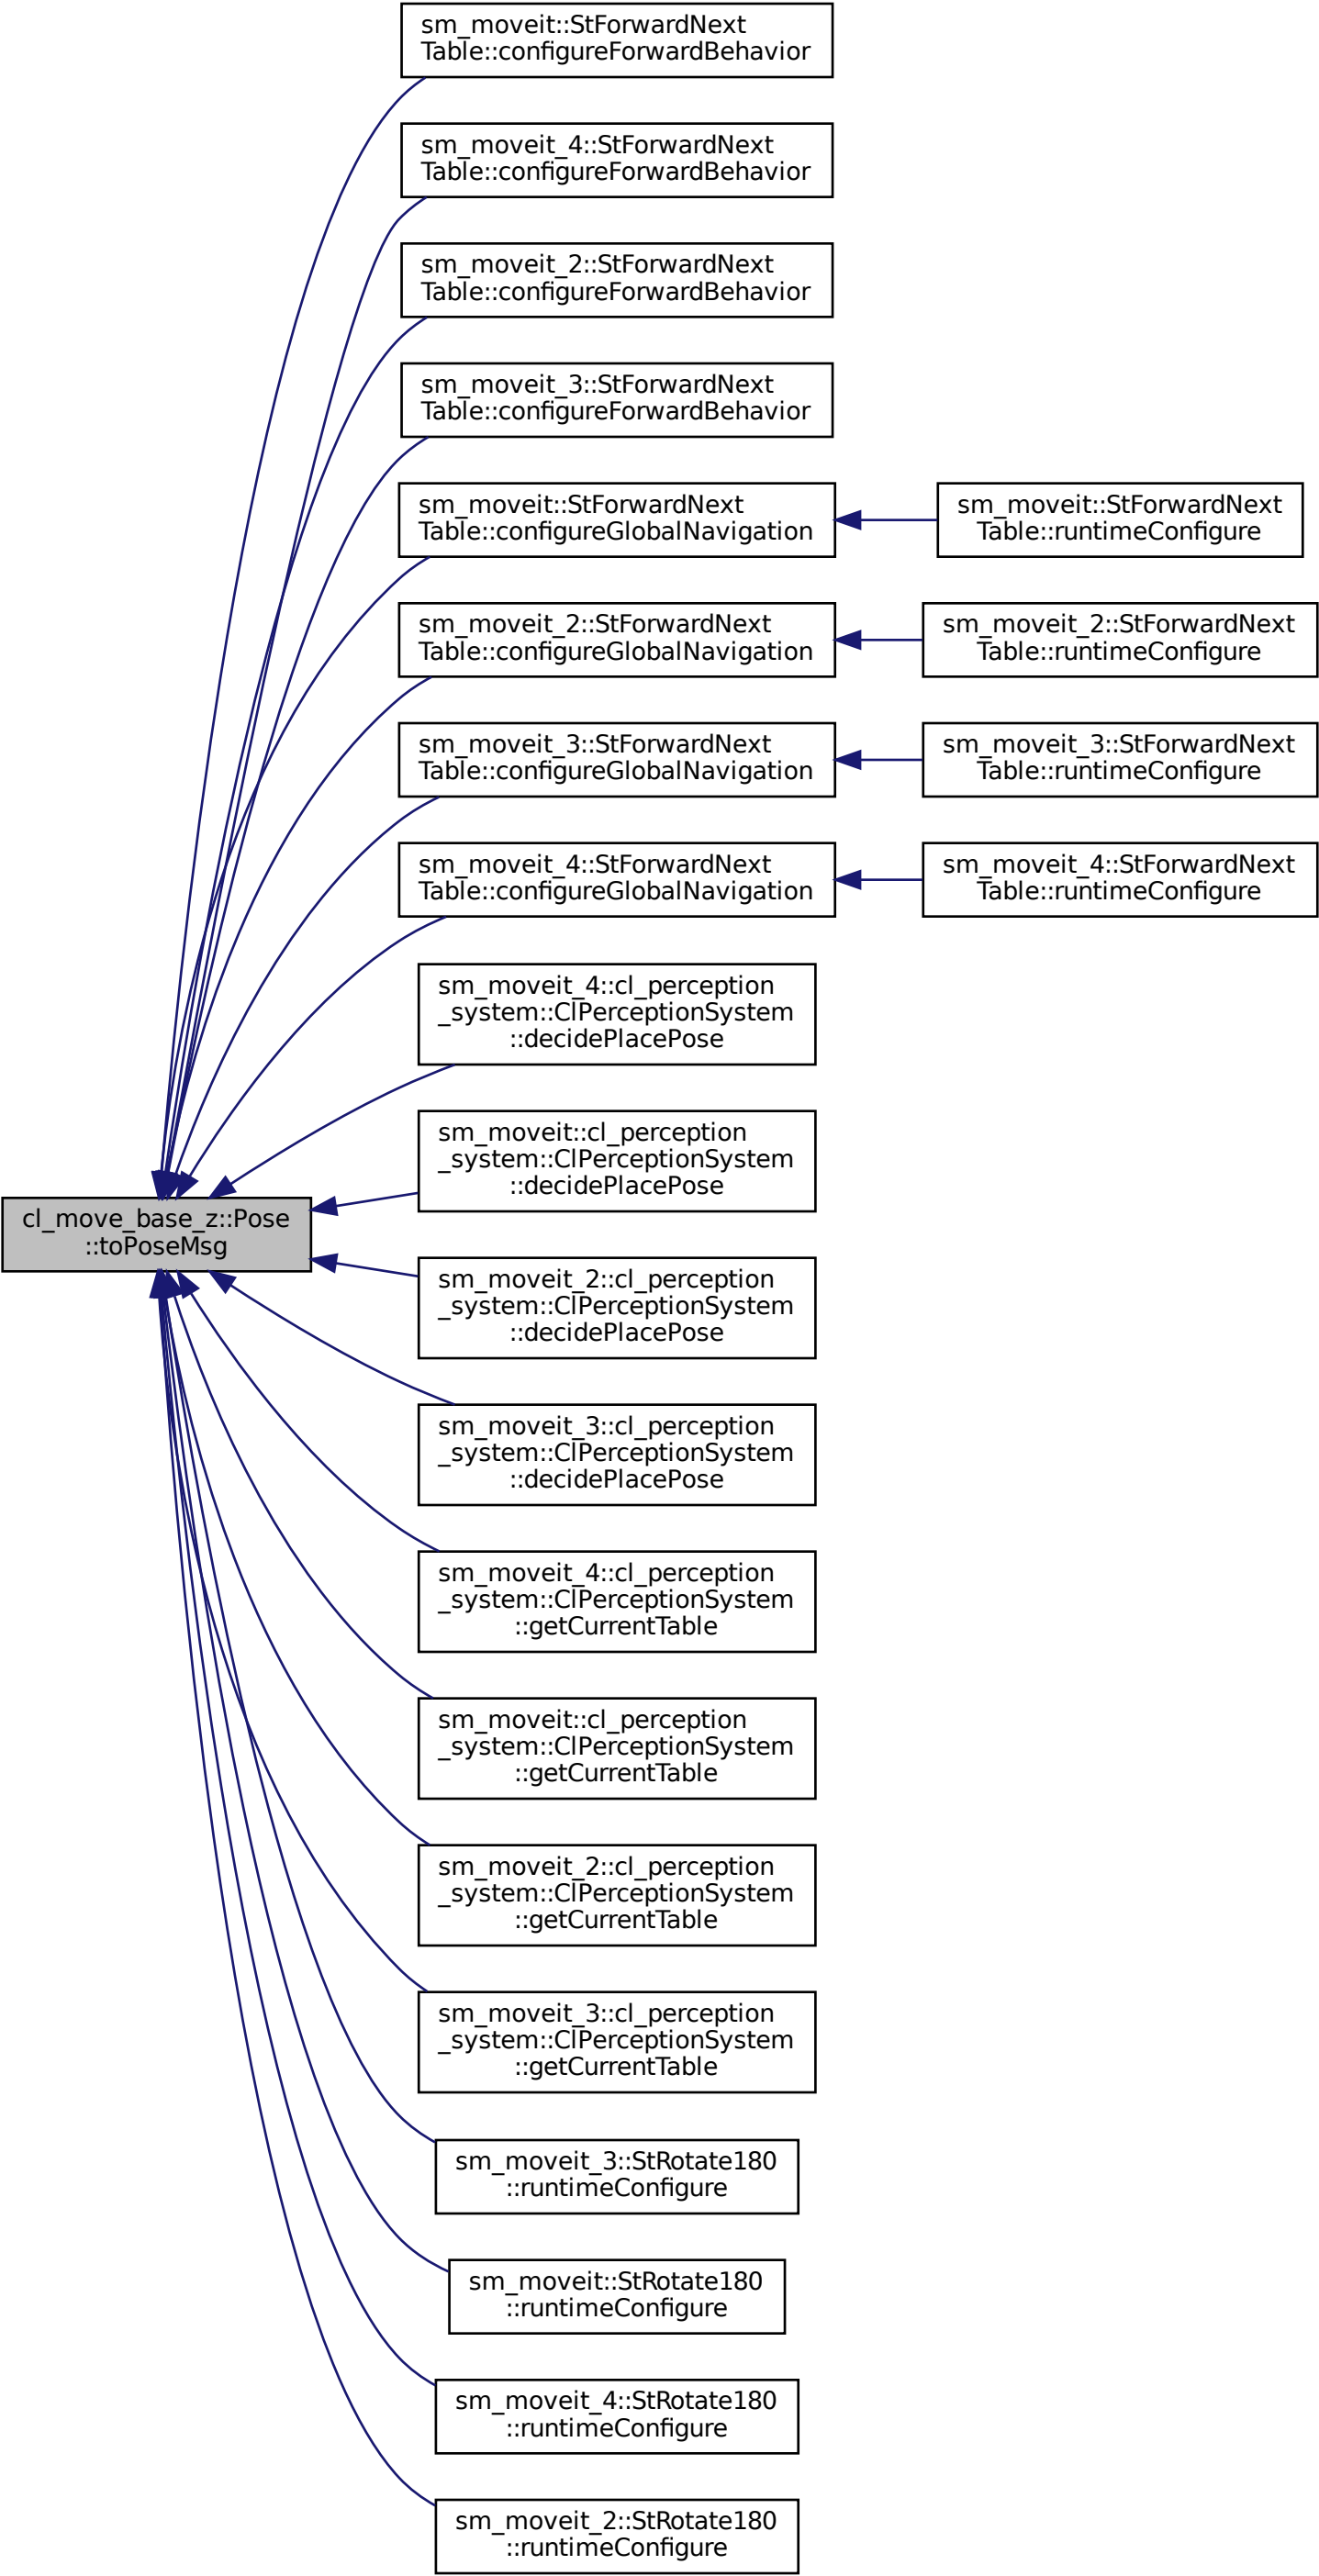 sm_moveit::StForwardNext
Table::configureForwardBehavior
sm_moveit_4::StForwardNext
Table::configureForwardBehavior
sm_moveit_2::StForwardNext
Table::configureForwardBehavior
sm_moveit_3::StForwardNext
Table::configureForwardBehavior
sm_moveit::StForwardNext
Table::configureGlobalNavigation
sm_moveit::StForwardNext
Table::runtimeConfigure
sm_moveit_2::StForwardNext
Table::configureGlobalNavigation
sm_moveit_2::StForwardNext
Table::runtimeConfigure
sm_moveit_3::StForwardNext
Table::configureGlobalNavigation
sm_moveit_3::StForwardNext
Table::runtimeConfigure
sm_moveit_4::StForwardNext
Table::configureGlobalNavigation
sm_moveit_4::StForwardNext
Table::runtimeConfigure
sm_moveit_4::cl_perception
_system::ClPerceptionSystem
::decidePlacePose
sm_moveit::cl_perception
_system::ClPerceptionSystem
::decidePlacePose
cl_move_base_z::Pose
::toPoseMsg
sm_moveit_2::cl_perception
_system::ClPerceptionSystem
::decidePlacePose
sm_moveit_3::cl_perception
_system::ClPerceptionSystem
::decidePlacePose
sm_moveit_4::cl_perception
_system::ClPerceptionSystem
::getCurrentTable
sm_moveit::cl_perception
_system::ClPerceptionSystem
::getCurrentTable
sm_moveit_2::cl_perception
_system::ClPerceptionSystem
::getCurrentTable
sm_moveit_3::cl_perception
_system::ClPerceptionSystem
::getCurrentTable
sm_moveit_3::StRotate180
::runtimeConfigure
sm_moveit::StRotate180
::runtimeConfigure
sm_moveit_4::StRotate180
::runtimeConfigure
sm_moveit_2::StRotate180
::runtimeConfigure